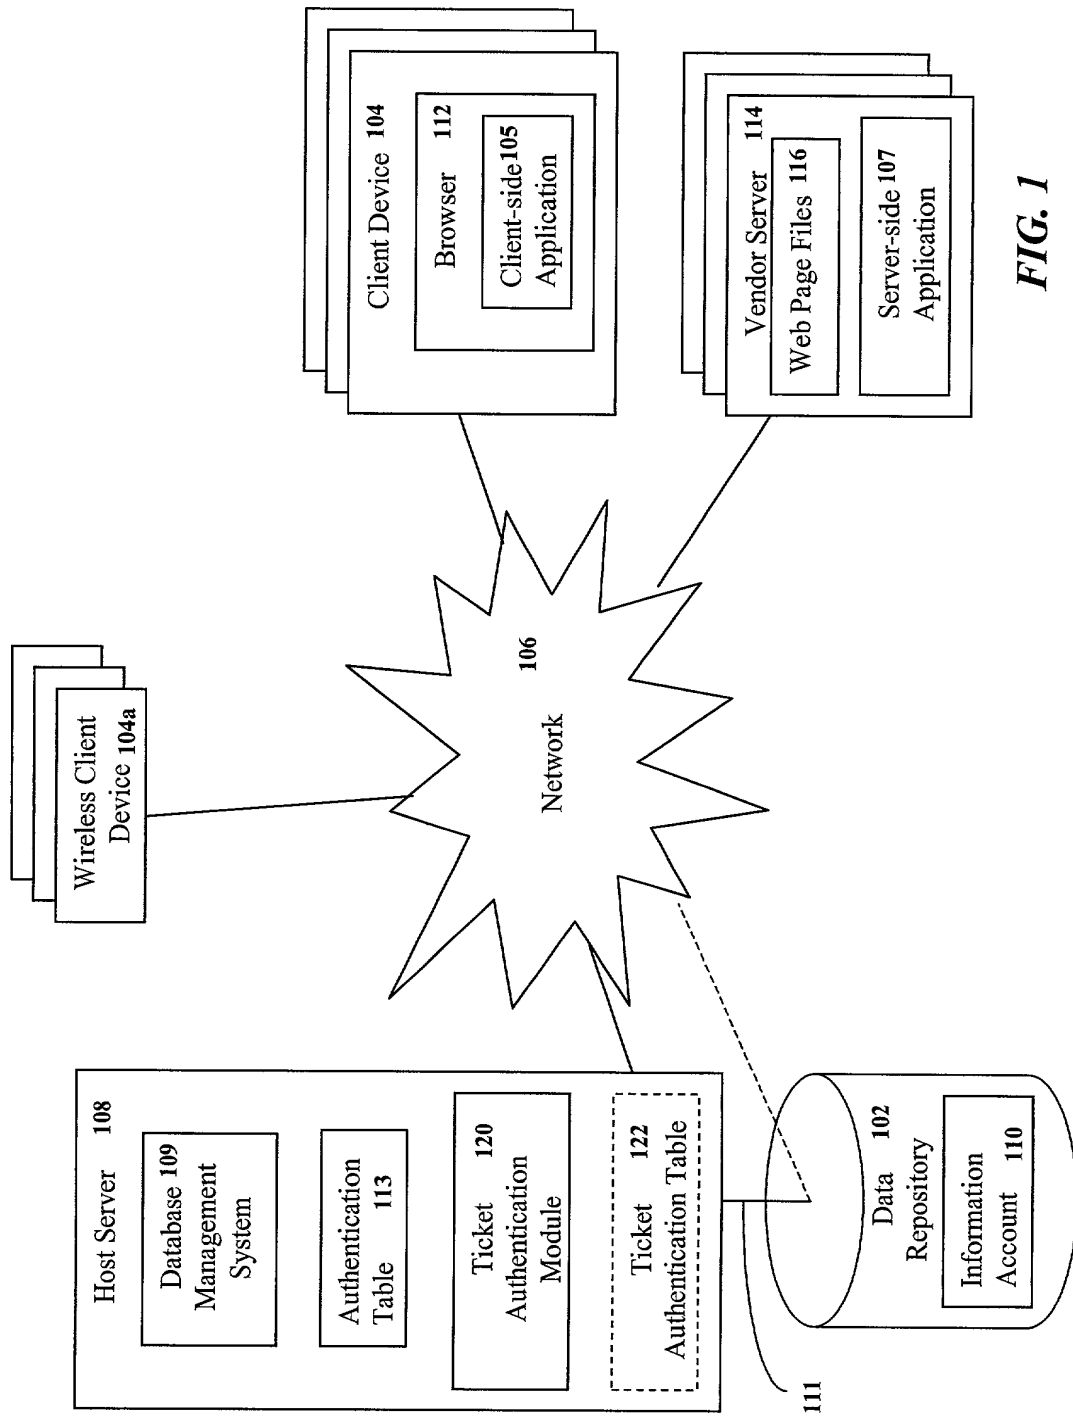 Host Server 108
Database 109
Management
System
Authentication
Table 113
Ticket 120
Authentication
Module
Ticket 122
Authentication Table
111
Data 102
Repository
Information
Account 110
Wireless Client
Device 104a
106
Network
Client Device 104
Browser 112
Client-side 105
Application
Vendor Server 114
Web Page Files 116
Server-side 107
Application
FIG. 1